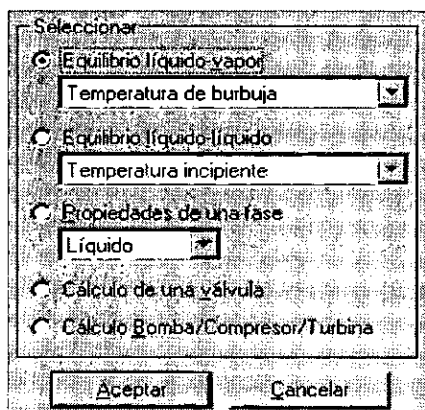 Seleccionar
Equilibrio líquido-vapor
Temperatura de burbuja
Equilibrio líquido-líquido
Temperatura incipiente
Propiedades de una fase
Líquido
Cálculo de una válvula
Cálculo Bomba/Compresor/Turbina
Aceptar Cancelar